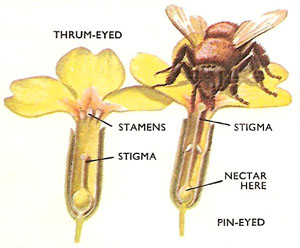 THRUM-EYED
STAMENS
STIGMA
STIGMA
NECTAR
HERE
PIN-EYED